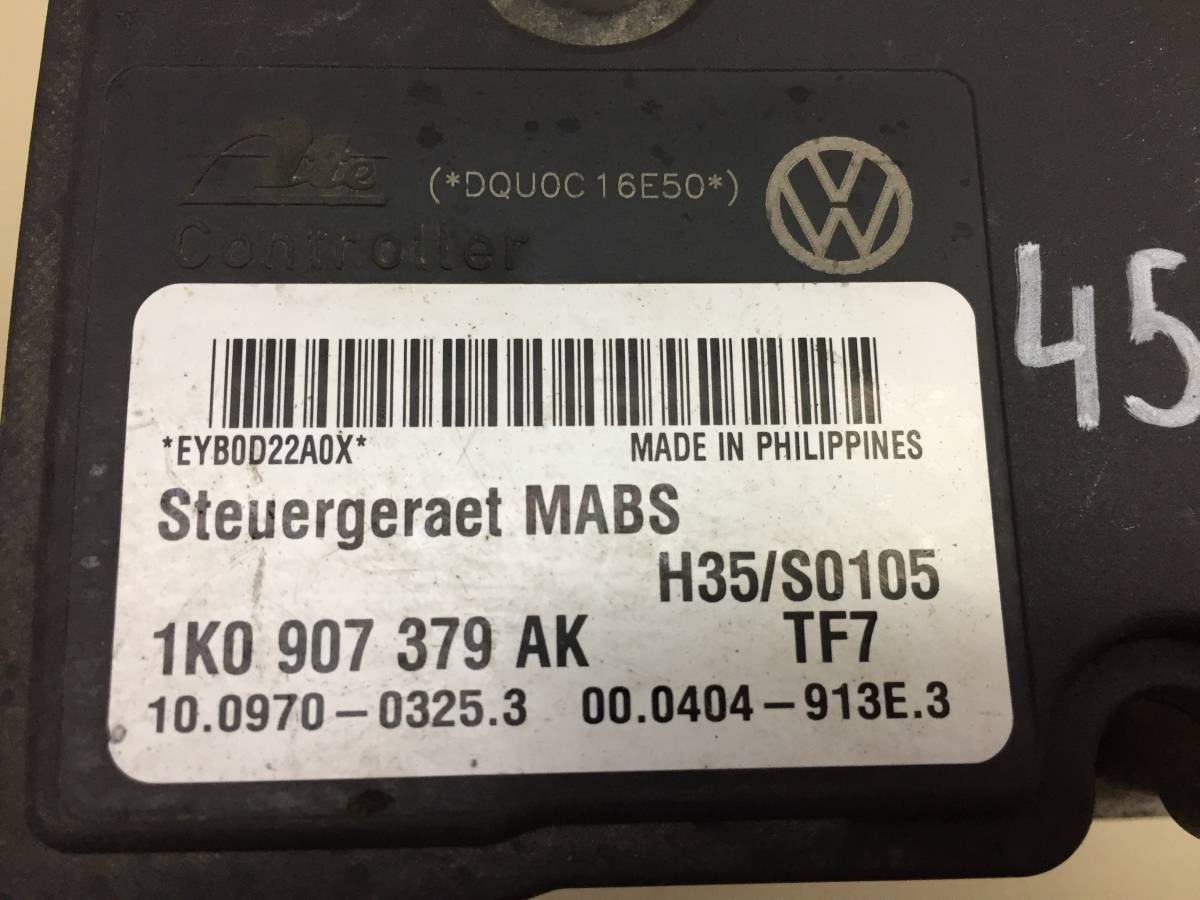 Ate (*DQU0C16E50*) VW
Controller
45
*EYB0D22A0X* MADE IN PHILIPPINES
Steuergeraet MABS
H35/S0105
1K0 907 379 AK TF7
10.0970-0325.3 00.0404-913E.3